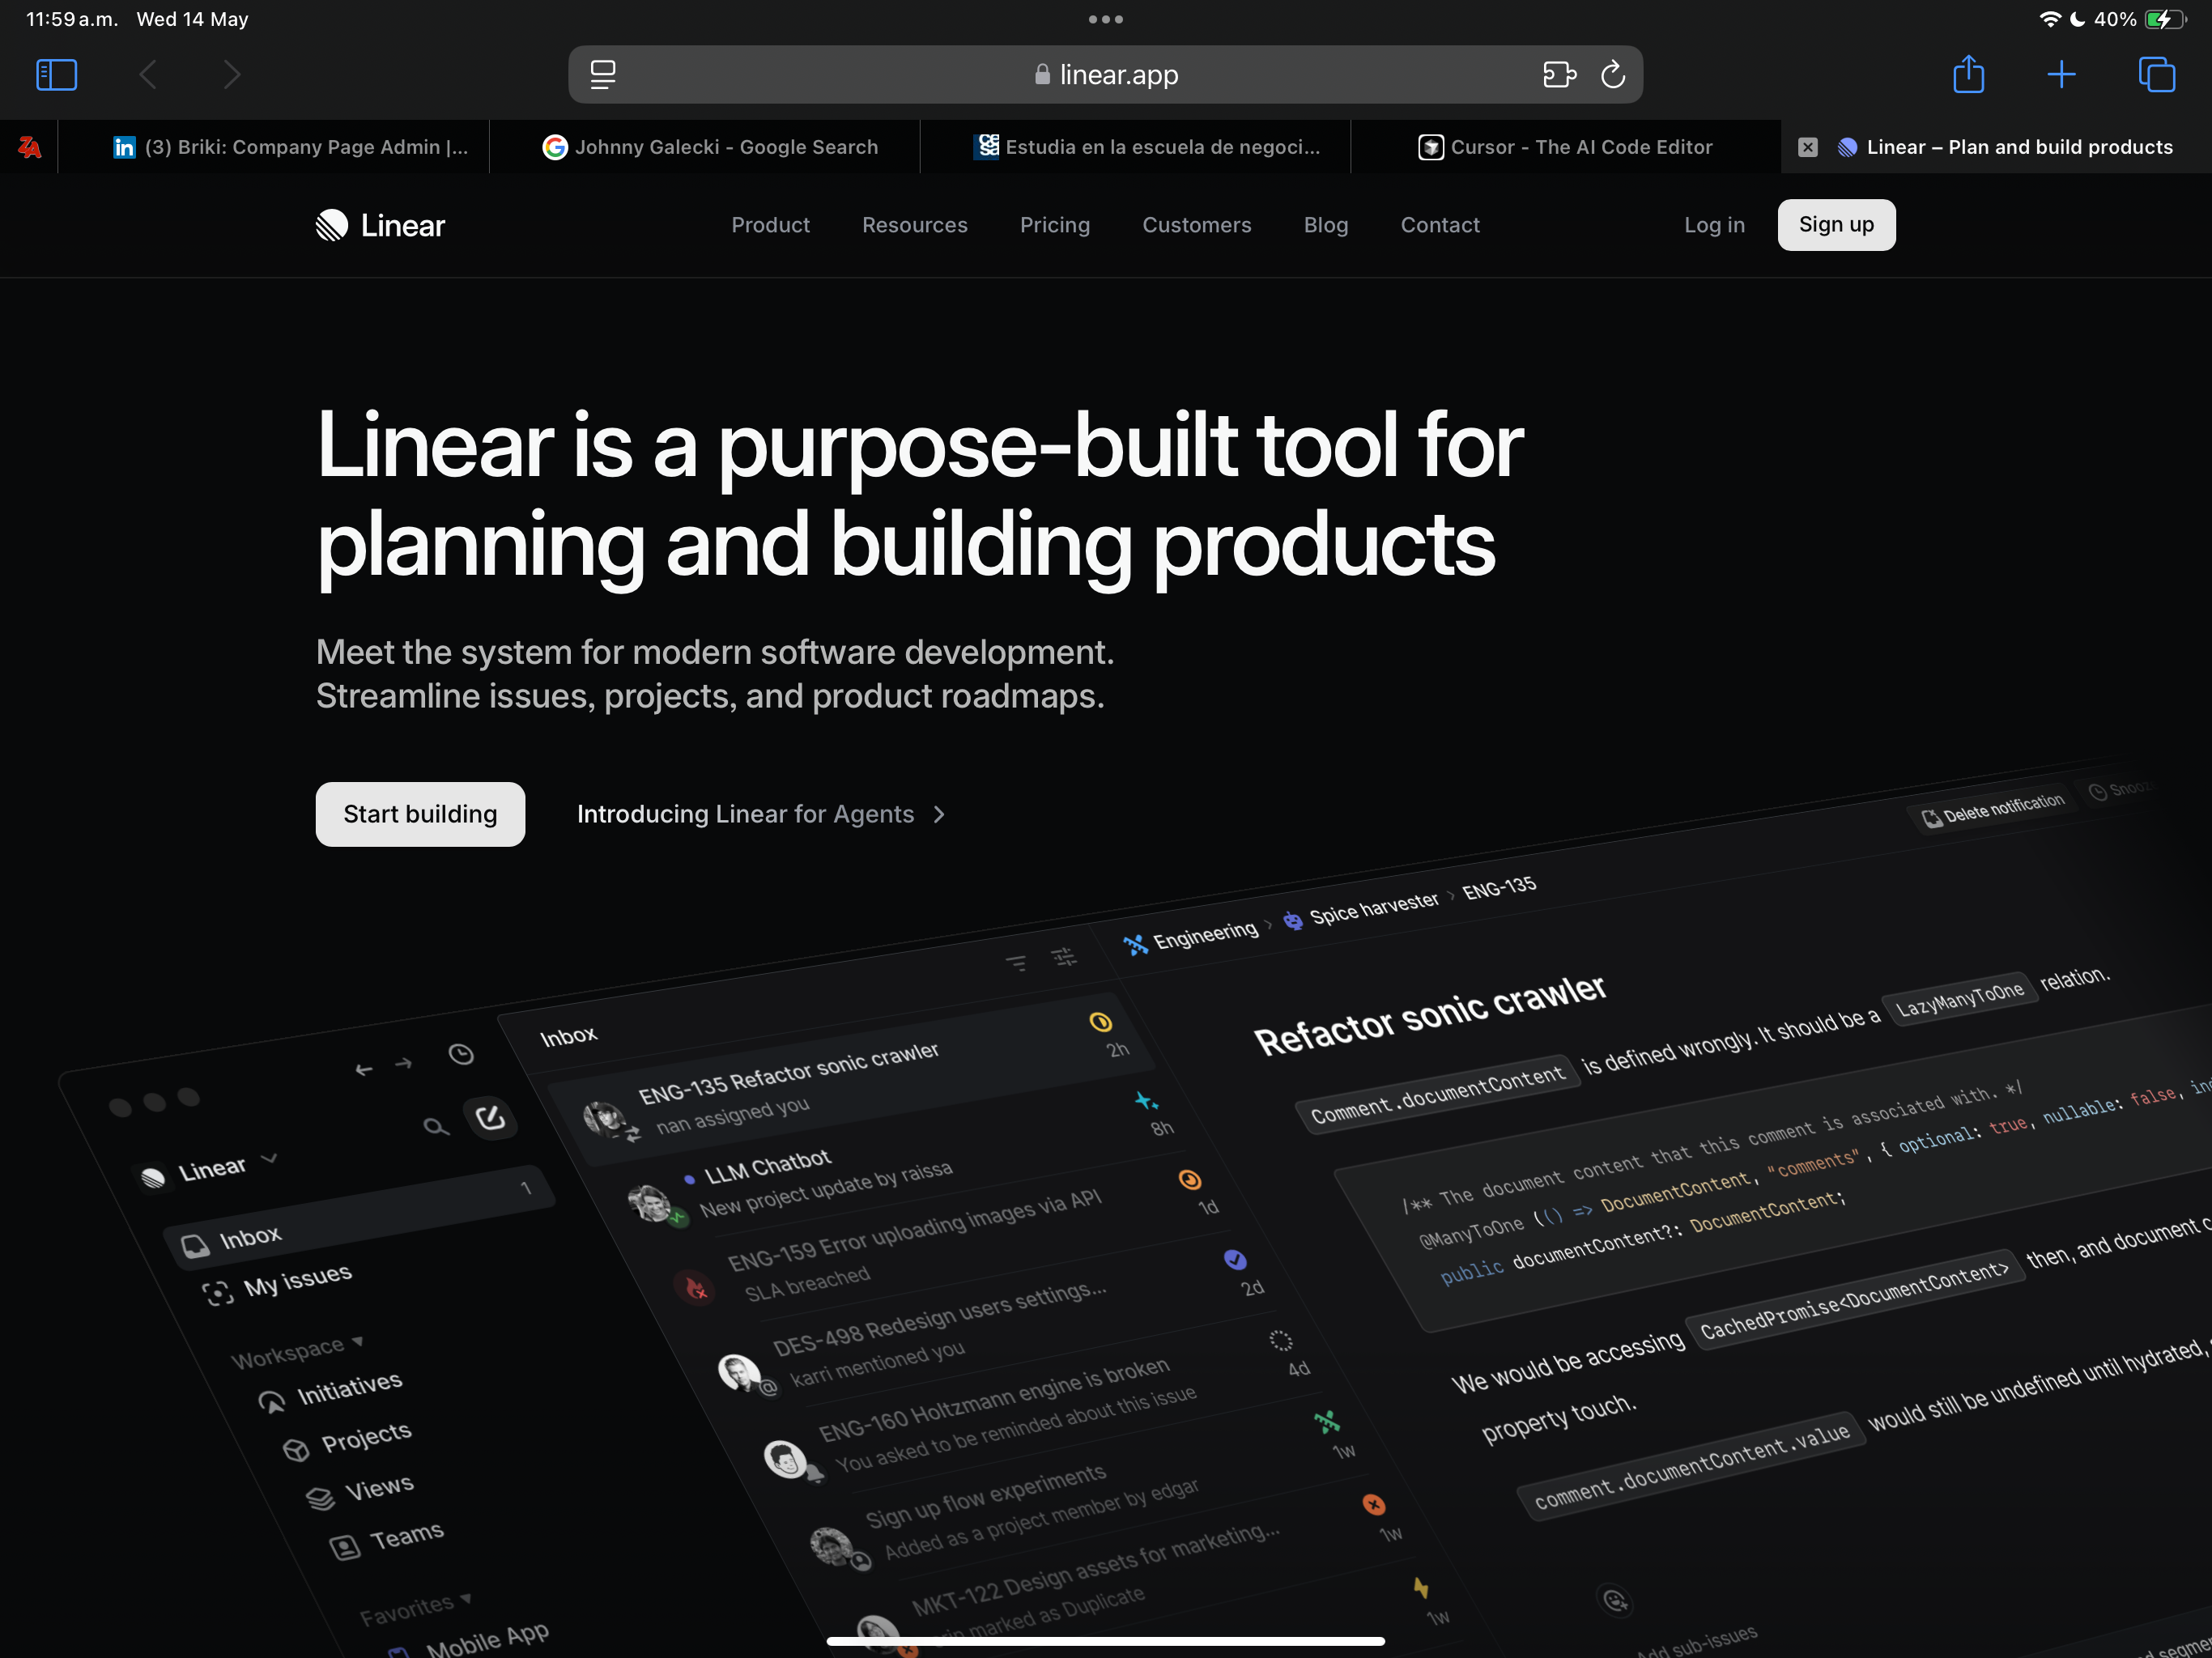 11:59 a.m. Wed 14 May
40%
linear.app
(3) Briki: Company Page Admin |...
Johnny Galecki - Google Search
CESA
Estudia en la escuela de negoci...
Cursor - The AI Code Editor
Linear – Plan and build products
Linear
Product
Resources
Pricing
Customers
Blog
Contact
Log in
Sign up
Linear is a purpose-built tool for
planning and building products
Meet the system for modern software development.
Streamline issues, projects, and product roadmaps.
Start building
Introducing Linear for Agents
Linear
Inbox 1
My issues
Workspace
Initiatives
Projects
Views
Teams
Favorites
Mobile App
Inbox
ENG-135 Refactor sonic crawler
nan assigned you 2h
LLM Chatbot
New project update by raissa 8h
ENG-159 Error uploading images via API
SLA breached 1d
DES-498 Redesign users settings...
karri mentioned you 2d
ENG-160 Holtzmann engine is broken
You asked to be reminded about this issue 4d
Sign up flow experiments
Added as a project member by edgar 1w
MKT-122 Design assets for marketing...
marked as Duplicate 1w
1w
Engineering › Spice harvester › ENG-135
Delete notification
Refactor sonic crawler
Comment.documentContent is defined wrongly. It should be a LazyManyToOne relation.
/** The document content that this comment is associated with. */
@ManyToOne (() => DocumentContent, "comments", { optional: true, nullable: false,
public documentContent?: DocumentContent;
We would be accessing CachedPromise<DocumentContent> then, and document
property touch.
comment.documentContent.value would still be undefined until hydrated,
Add sub-issues